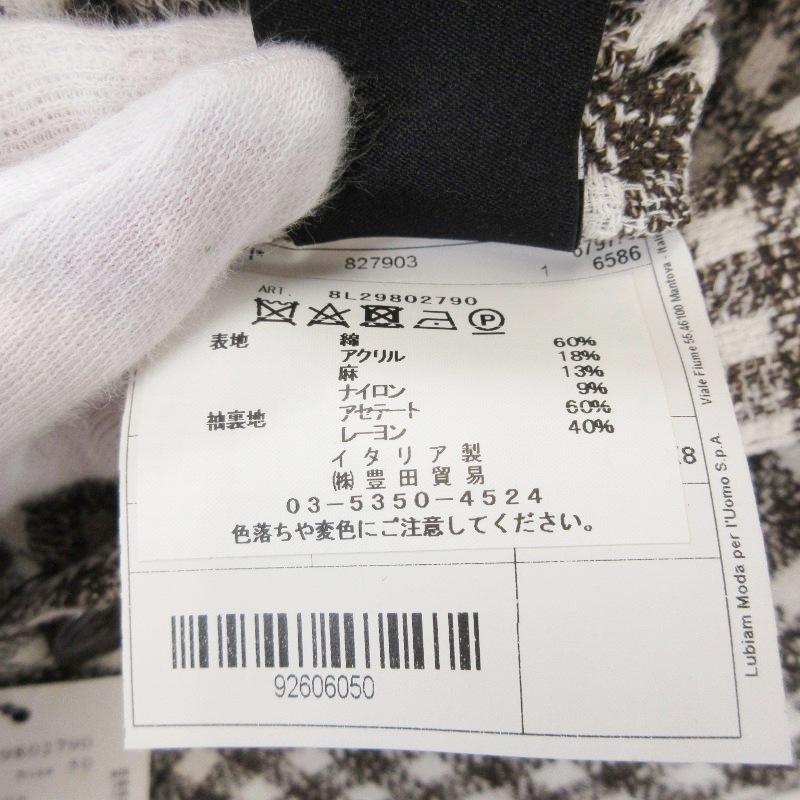 827903 1 6586
ART. 8L29802790
P
表地 綿 60%
アクリル 18%
麻 13%
ナイロン 9%
袖裏地 アセテート 60%
レーヨン 40%
イタリア製
㈱豊田貿易
03-5350-4524
色落ちや変色にご注意してください。
92606050
Lubiam Moda per l'Uomo S.p.A. Viale Fiume 55,46100 Mantova -
9802790